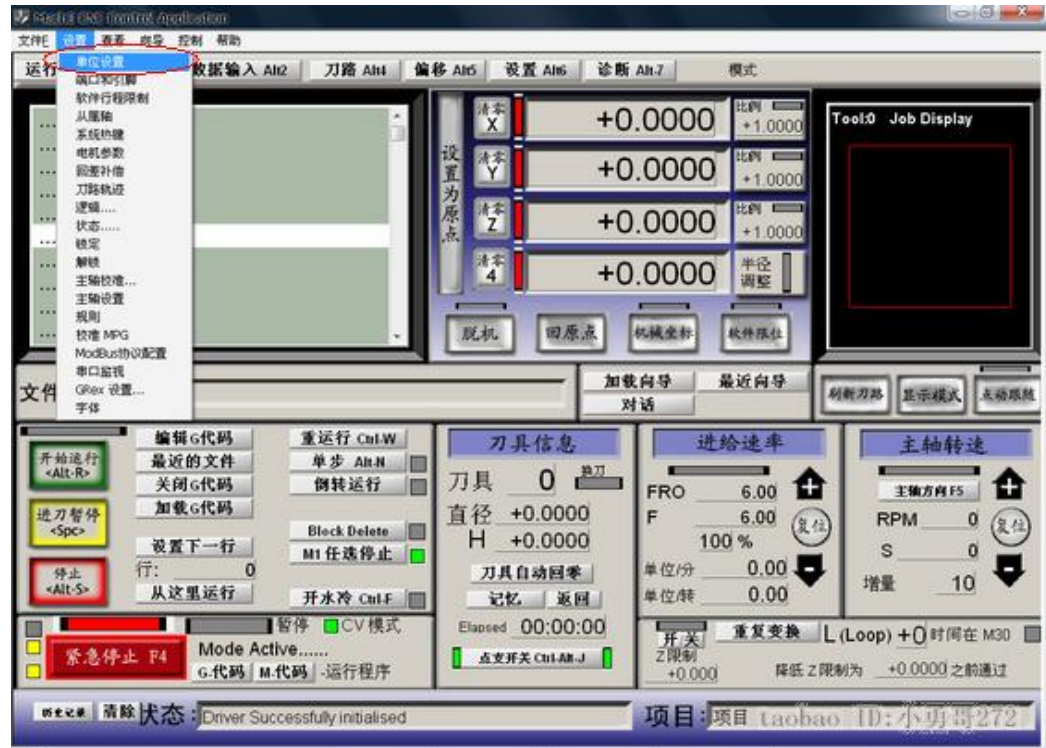 Mach3 CNC Control Application
文件E 设置 查看 向导 控制 帮助
运行 数据输入 Alt2 刀路 Alt4 偏移 Alt5 设置 Alt6 诊断 Alt-7 模式
单位设置
端口和引脚
软件行程限制
从属轴
系统热键
电机参数
回差补偿
刀路轨迹
逻辑....
状态.....
锁定
解锁
主轴校准...
主轴设置
规则
校准 MPG
ModBus协议配置
串口监视
GRex 设置...
字体
设置为原点
清零 X +0.0000 比例 +1.0000
清零 Y +0.0000 比例 +1.0000
清零 Z +0.0000 比例 +1.0000
清零 4 +0.0000 半径调整
脱机 回原点 机械坐标 软件限位
Tool:0 Job Display
文件
加载向导 最近向导
对话
刷新刀路 显示模式 点动跟随
开始运行 <Alt-R>
进刀暂停 <Spc>
停止 <Alt-S>
编辑G代码
最近的文件
关闭G代码
加载G代码
设置下一行
行: 0
从这里运行
重运行 Ctrl-W
单步 Alt-N
倒转运行
Block Delete
M1 任选停止
开水冷 Ctrl-F
刀具信息
刀具 0 换刀
直径 +0.0000
H +0.0000
刀具自动回零
记忆 返回
Elapsed 00:00:00
点支开关 Ctrl-Alt-J
进给速率
FRO 6.00
F 6.00 复位
100 %
单位/分 0.00
单位/转 0.00
主轴转速
主轴方向 F5
RPM 0 复位
S 0
增量 10
紧急停止 F4
暂停 CV 模式
Mode Active......
G-代码 M-代码 -运行程序
开关 重复变换 L (Loop) +0 时间在 M30
Z限制
+0.000 降低 Z 限制为 +0.0000 之前通过
历史记录 清除 状态: Driver Successfully initialised 项目: 项目
taobao ID:小勇哥272